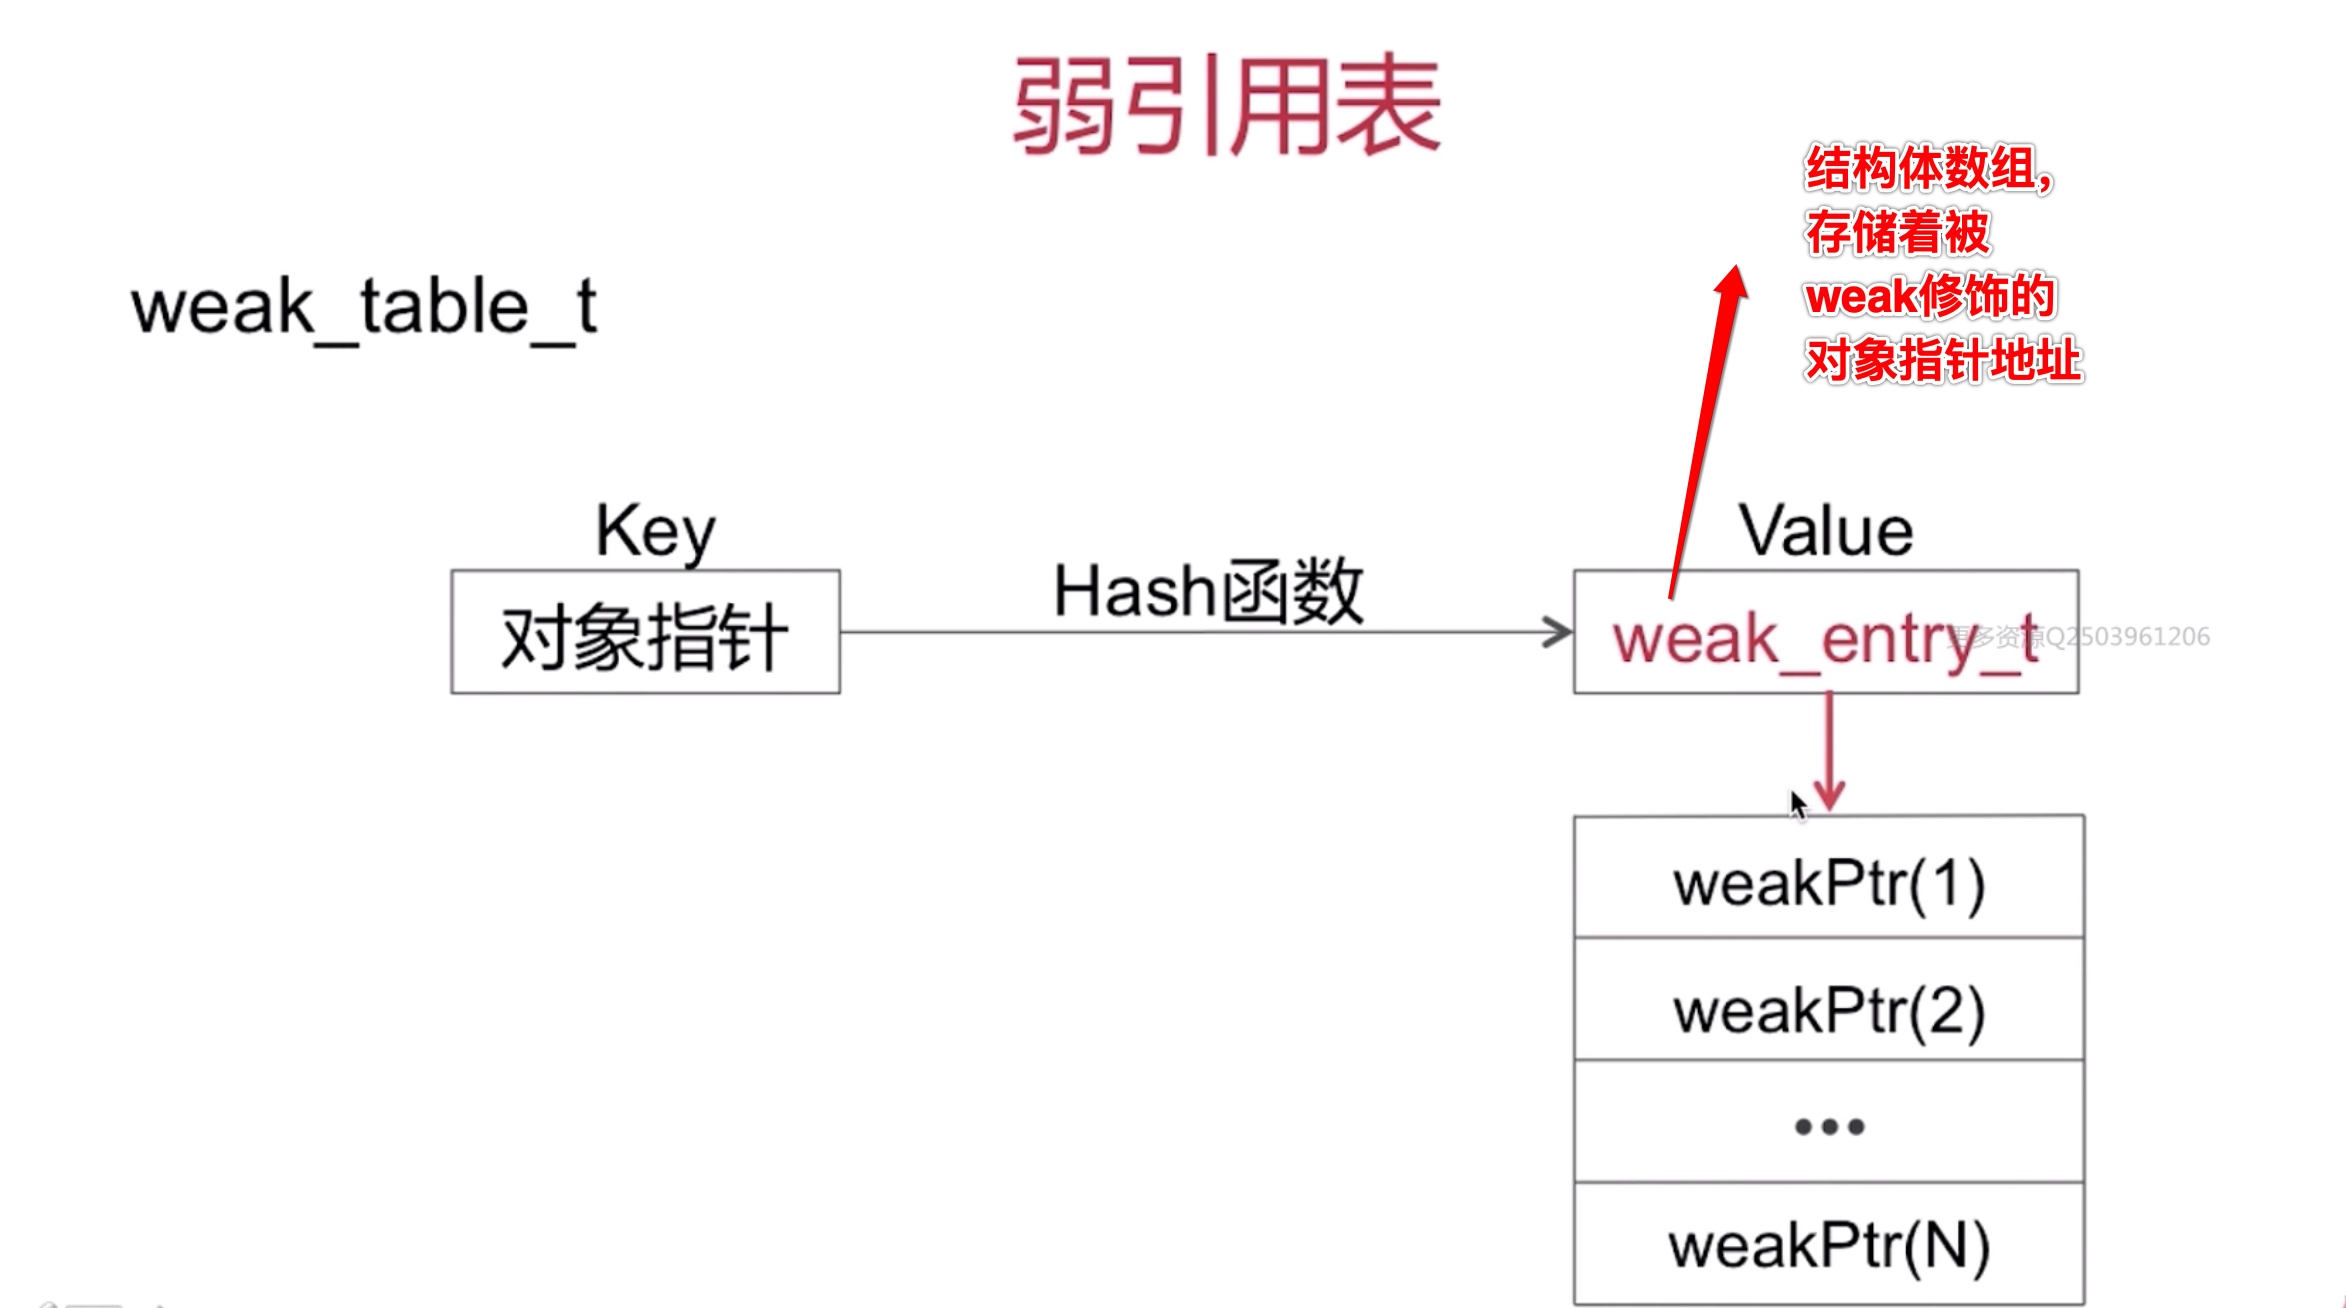 弱引用表
结构体数组，
存储着被
weak修饰的
对象指针地址
weak_table_t
Key
Value
对象指针
Hash函数
weak_entry_t
更多资源Q2503961206
weakPtr(1)
weakPtr(2)
•••
weakPtr(N)